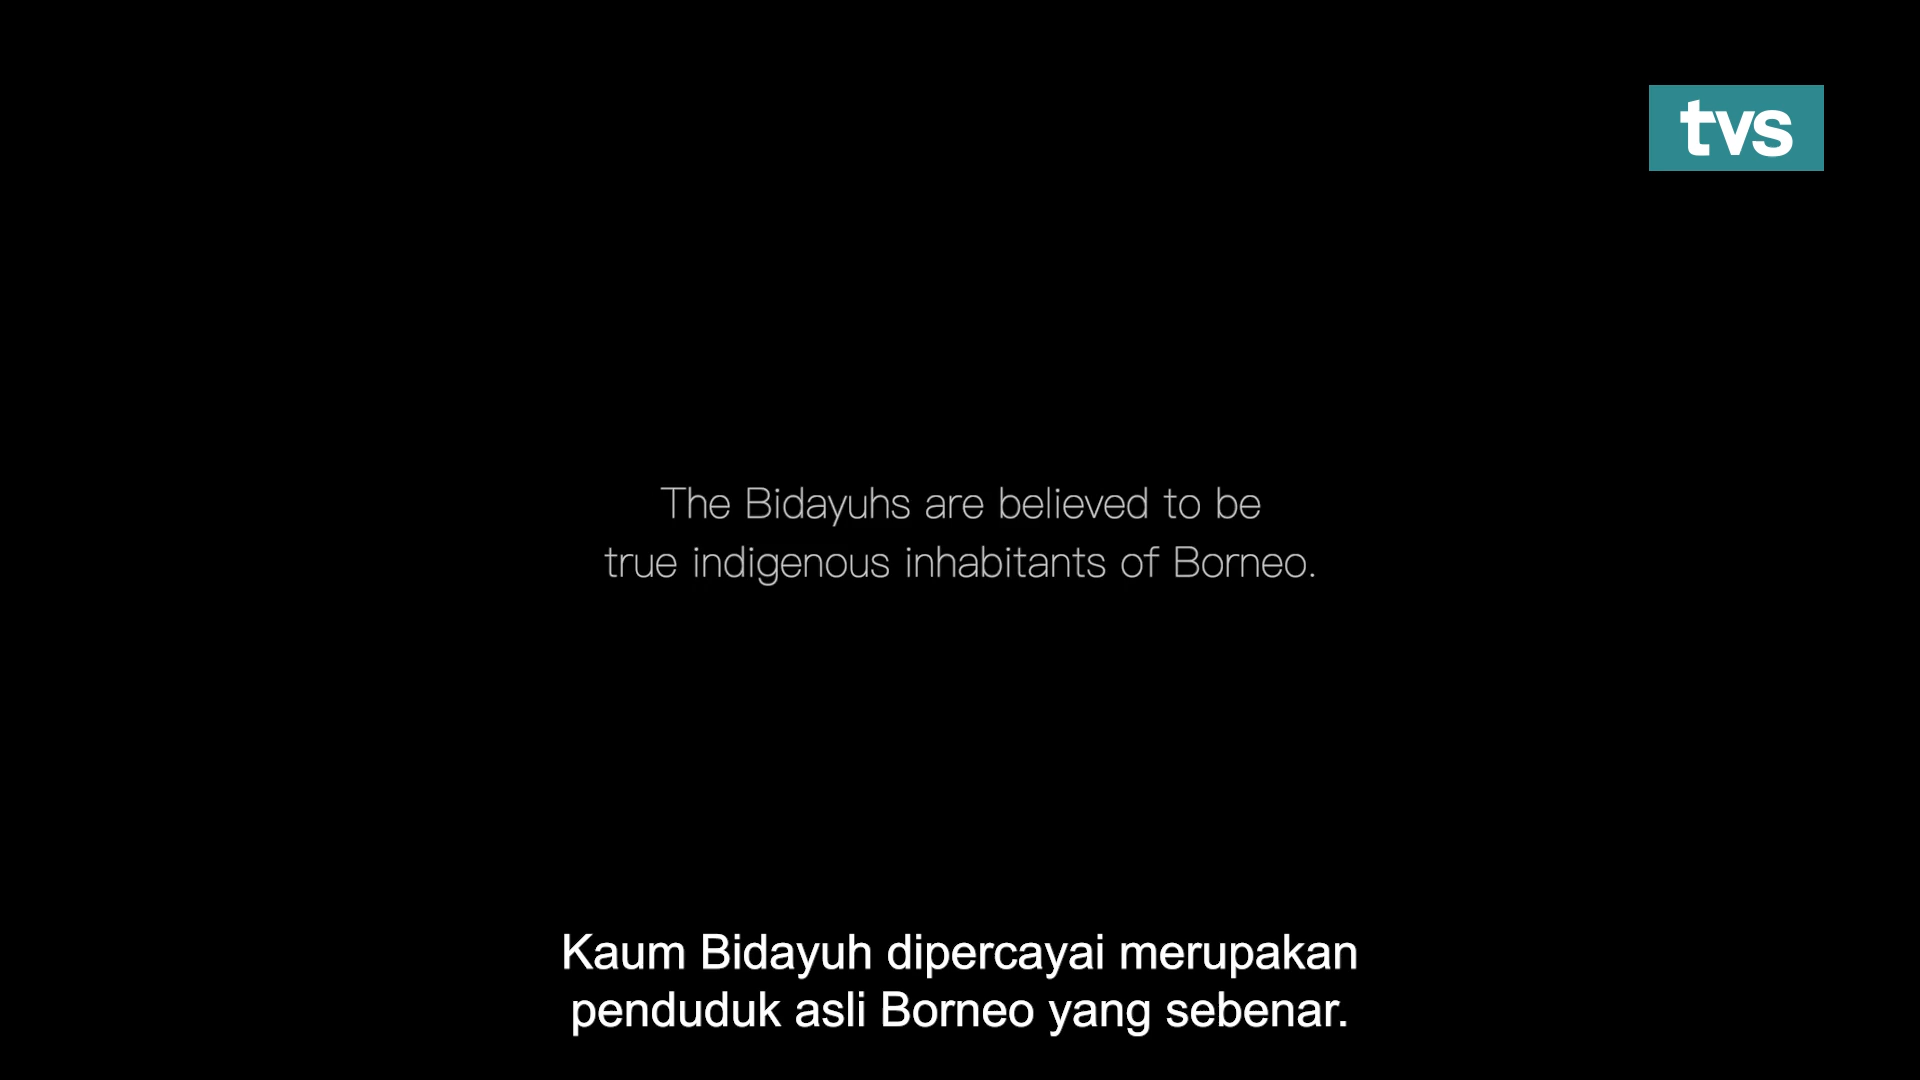 tvs
The Bidayuhs are believed to be
true indigenous inhabitants of Borneo.
Kaum Bidayuh dipercayai merupakan
penduduk asli Borneo yang sebenar.